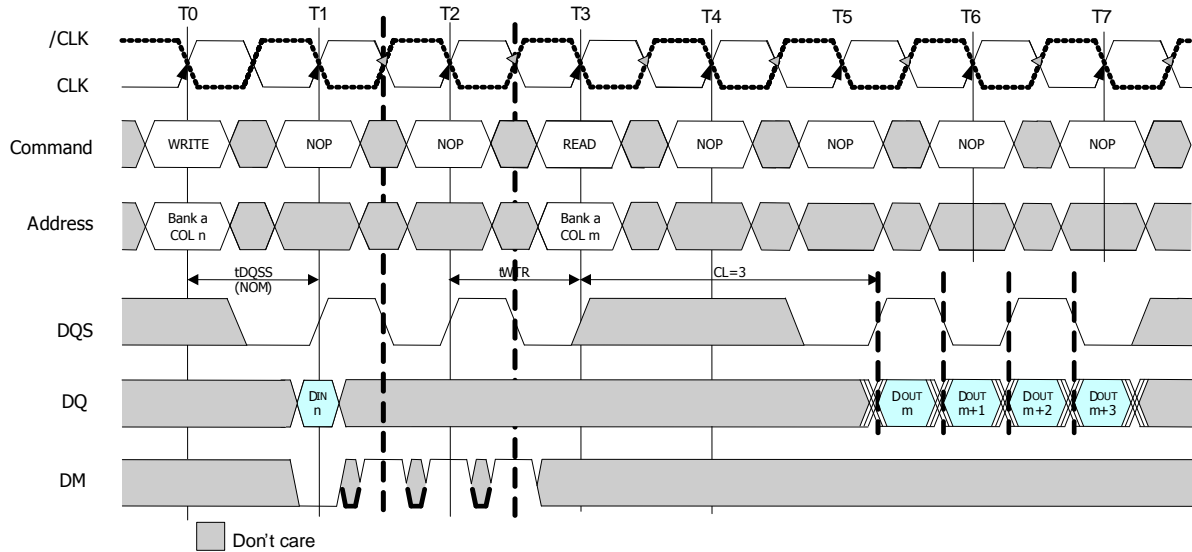 T0 T1 T2 T3 T4 T5 T6 T7
/CLK
CLK
Command WRITE NOP NOP READ NOP NOP NOP NOP
Address Bank a Bank a
COL n COL m
tDQSS tWTR CL=3
(NOM)
DQS
DQ DIN DOUT DOUT DOUT DOUT
n m m+1 m+2 m+3
DM
Don't care